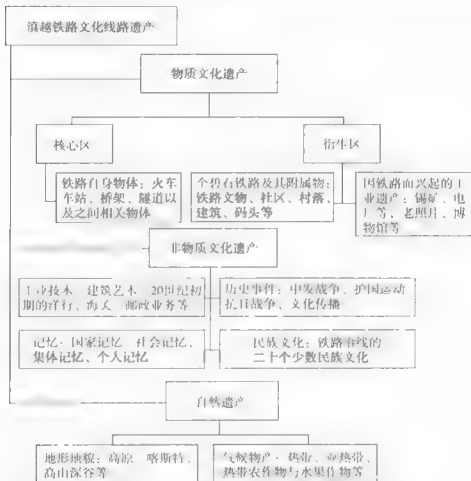 滇越铁路文化线路遗产
物质文化遗产
核心区
衍生区
铁路自身物体：火车
车站、桥架、隧道以
及之间相关物体
个碧石铁路及其附属物：
铁路文物、社区、村落、
建筑、码头等
因铁路而兴起的工
业遗产：锡矿、电
厂等，老照片、博
物馆等
非物质文化遗产
工业技术 建筑艺术 20世纪初
期的洋行、海关 邮政业务等
历史事件：中发战争、护国运动
抗日战争、文化传播
记忆：国家记忆 社会记忆、
集体记忆、个人记忆
民族文化：铁路沿线的
二十个少数民族文化
自然遗产
地形地貌：高原 喀斯特、
高山深谷等
气候物产：热带、亚热带、
热带农作物与水果作物等